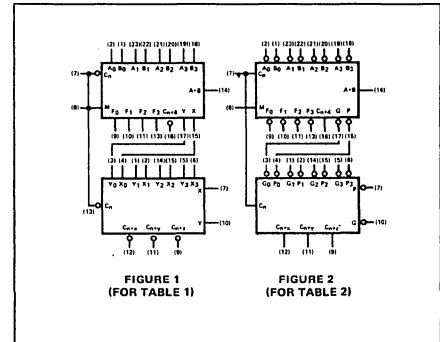 (2) (1) (23) (22) (21) (20) (19) (18)
A0 B0 A1 B1 A2 B2 A3 B3
(7) Cn
A=B (14)
(8) M
F0 F1 F2 F3 Cn+4 Y X
(9) (10) (11) (13) (16) (17) (15)
(3) (4) (1) (2) (14) (15) (5) (6)
Y0 X0 Y1 X1 Y2 X2 Y3 X3
X (7)
(13) Cn
Y (10)
Cn+x Cn+y Cn+z
(12) (11) (9)
FIGURE 1
(FOR TABLE 1)
(2) (1) (23) (22) (21) (20) (19) (18)
A0 B0 A1 B1 A2 B2 A3 B3
(7) Cn
A=B (14)
(8) M
F0 F1 F2 F3 Cn+4 G P
(9) (10) (11) (13) (16) (17) (15)
(3) (4) (1) (2) (14) (15) (5) (6)
G0 P0 G1 P1 G2 P2 G3 P3
P (7)
Cn
G (10)
Cn+x Cn+y Cn+z
(12) (11) (9)
FIGURE 2
(FOR TABLE 2)